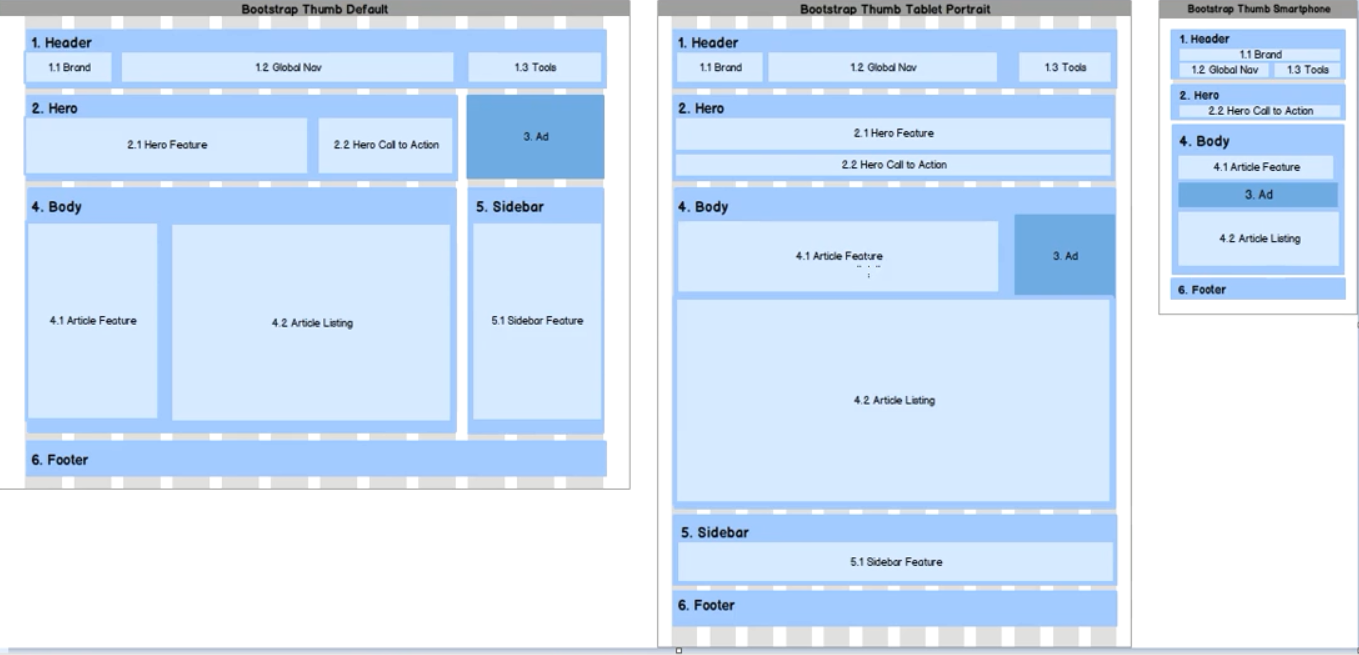 Bootstrap Thumb Default
1. Header
1.1 Brand
1.2 Global Nav
1.3 Tools
2. Hero
2.1 Hero Feature
2.2 Hero Call to Action
3. Ad
4. Body
4.1 Article Feature
4.2 Article Listing
5. Sidebar
5.1 Sidebar Feature
6. Footer
Bootstrap Thumb Tablet Portrait
1. Header
1.1 Brand
1.2 Global Nav
1.3 Tools
2. Hero
2.1 Hero Feature
2.2 Hero Call to Action
4. Body
4.1 Article Feature
3. Ad
4.2 Article Listing
5. Sidebar
5.1 Sidebar Feature
6. Footer
Bootstrap Thumb Smartphone
1. Header
1.1 Brand
1.2 Global Nav
1.3 Tools
2. Hero
2.2 Hero Call to Action
4. Body
4.1 Article Feature
3. Ad
4.2 Article Listing
6. Footer